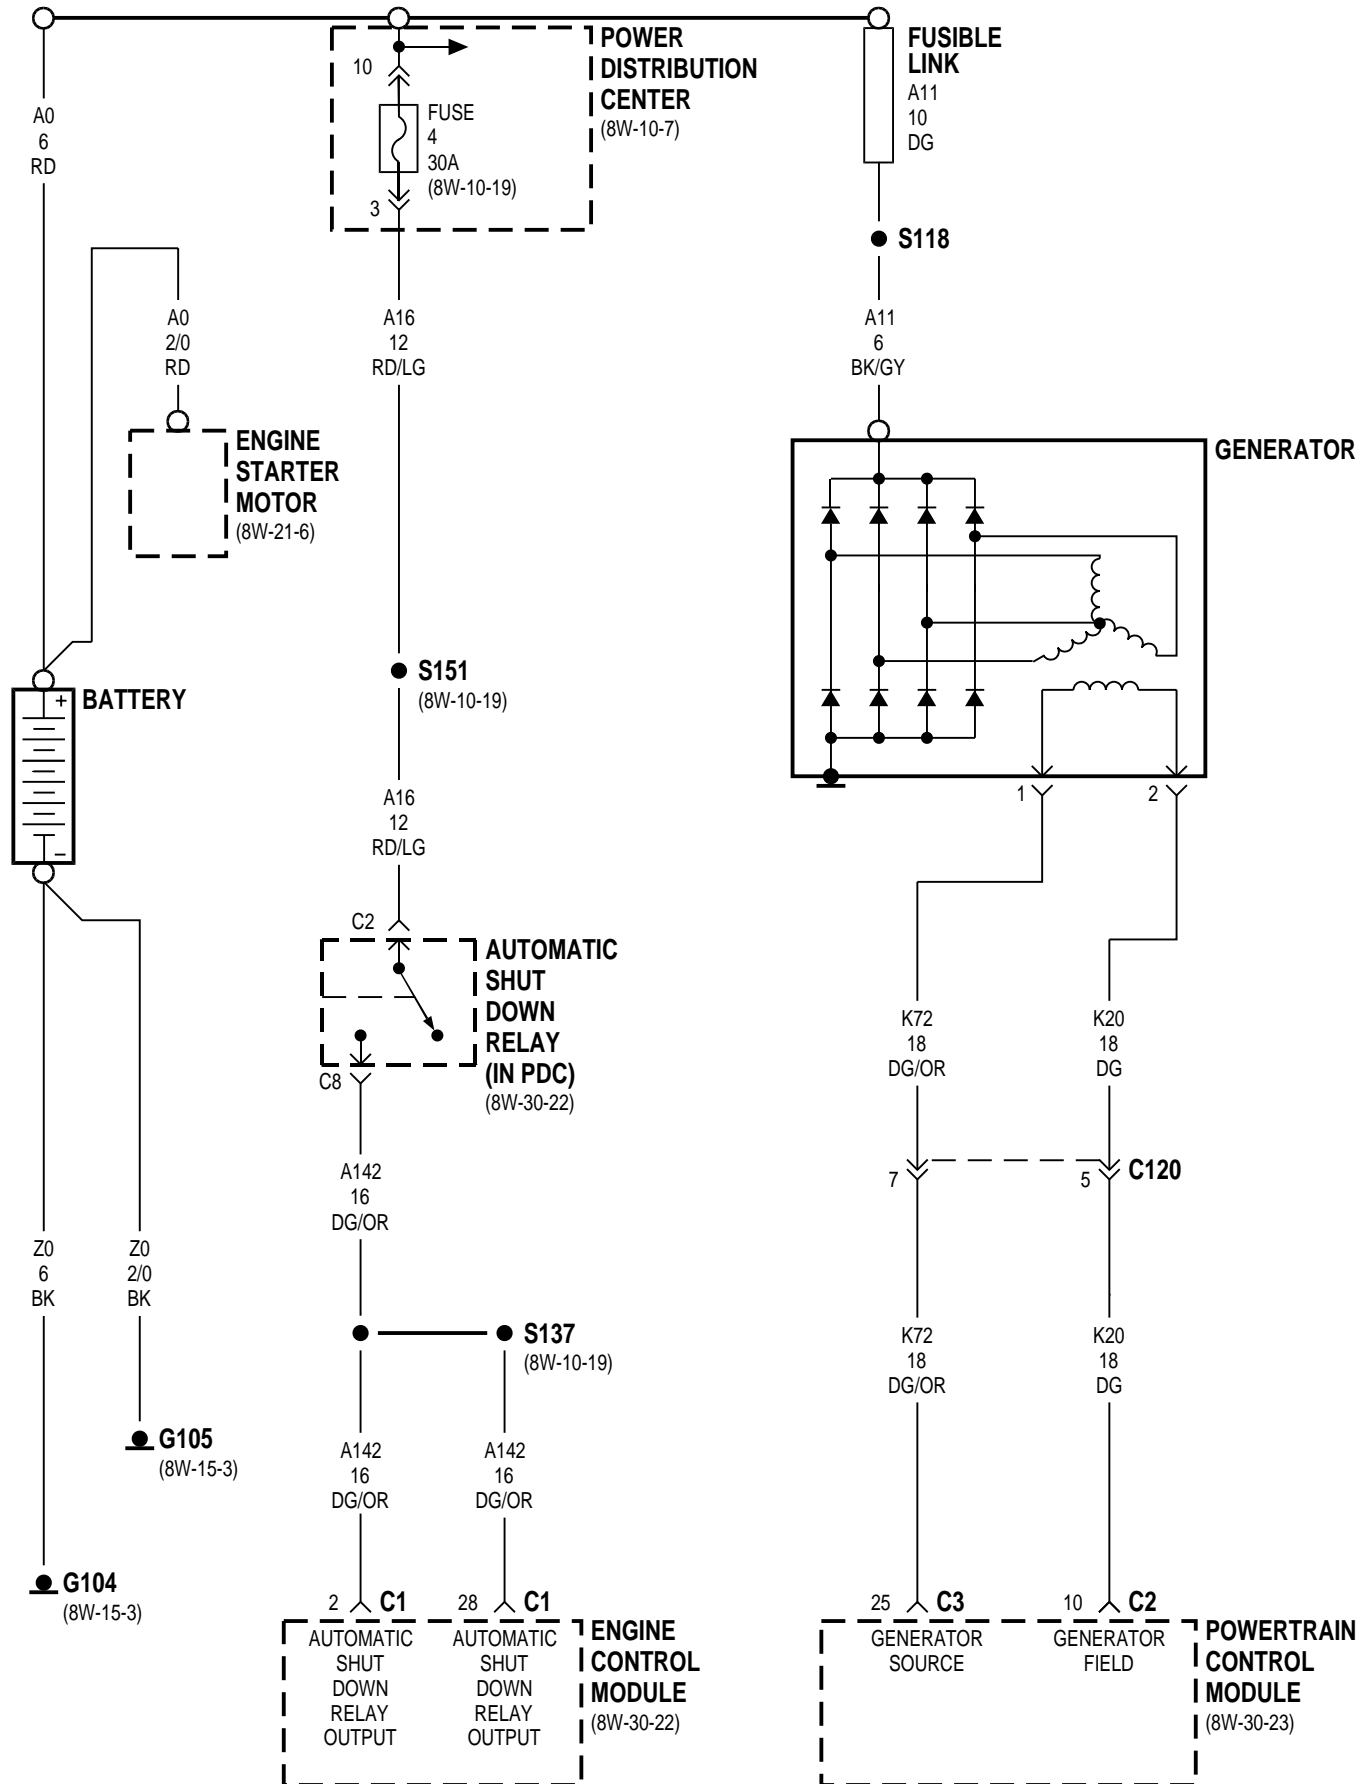 POWER
DISTRIBUTION
CENTER
(8W-10-7)
10
FUSE
4
30A
(8W-10-19)
3
FUSIBLE
LINK
A11
10
DG
A0
6
RD
S118
A0
2/0
RD
A16
12
RD/LG
A11
6
BK/GY
ENGINE
STARTER
MOTOR
(8W-21-6)
GENERATOR
S151
(8W-10-19)
+
BATTERY
–
A16
12
RD/LG
1
2
C2
AUTOMATIC
SHUT
DOWN
RELAY
(IN PDC)
(8W-30-22)
C8
K72
18
DG/OR
K20
18
DG
A142
16
DG/OR
7
5
C120
Z0
6
BK
Z0
2/0
BK
S137
(8W-10-19)
K72
18
DG/OR
K20
18
DG
G105
(8W-15-3)
A142
16
DG/OR
A142
16
DG/OR
G104
(8W-15-3)
2
C1
28
C1
25
C3
10
C2
AUTOMATIC
SHUT
DOWN
RELAY
OUTPUT
AUTOMATIC
SHUT
DOWN
RELAY
OUTPUT
ENGINE
CONTROL
MODULE
(8W-30-22)
GENERATOR
SOURCE
GENERATOR
FIELD
POWERTRAIN
CONTROL
MODULE
(8W-30-23)